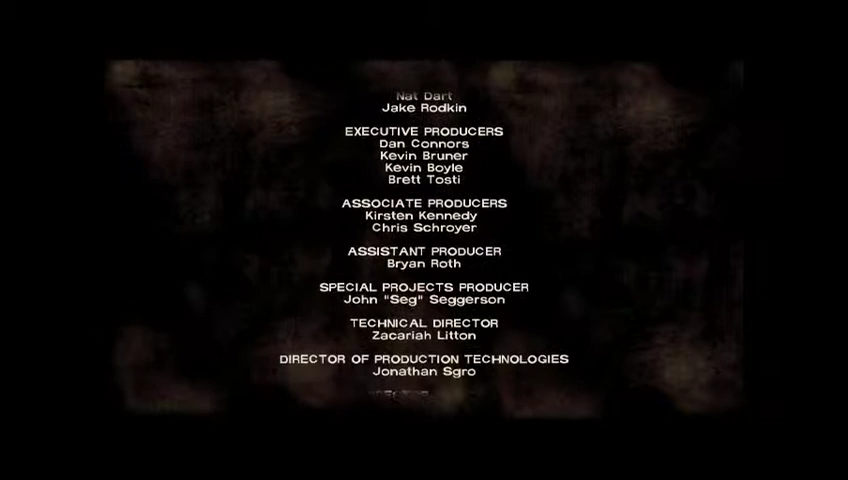 Nat Dart
Jake Rodkin
EXECUTIVE PRODUCERS
Dan Connors
Kevin Bruner
Kevin Boyle
Brett Tosti
ASSOCIATE PRODUCERS
Kirsten Kennedy
Chris Schroyer
ASSISTANT PRODUCER
Bryan Roth
SPECIAL PROJECTS PRODUCER
John "Seg" Seggerson
TECHNICAL DIRECTOR
Zacariah Litton
DIRECTOR OF PRODUCTION TECHNOLOGIES
Jonathan Sgro